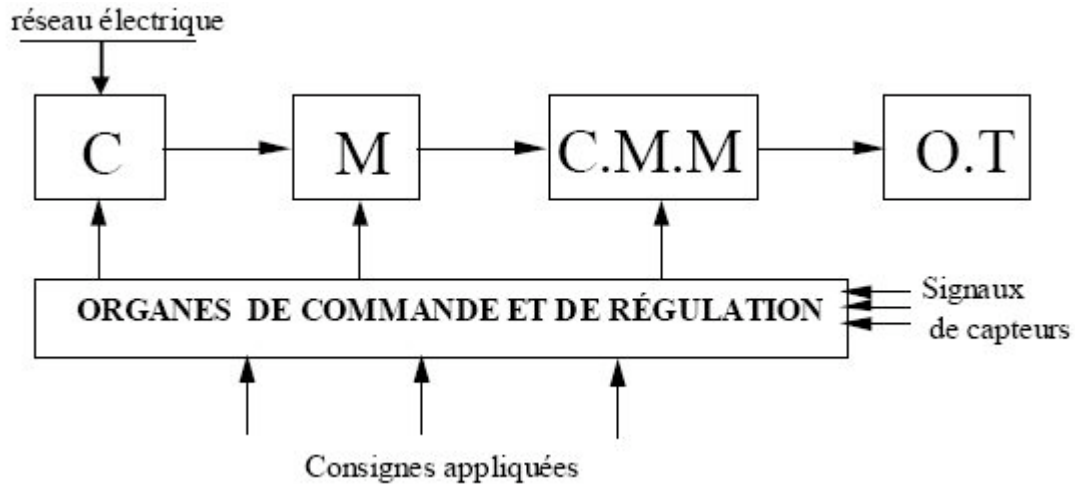 réseau électrique
C
M
C.M.M
O.T
ORGANES DE COMMANDE ET DE RÉGULATION
Signaux
de capteurs
Consignes appliquées